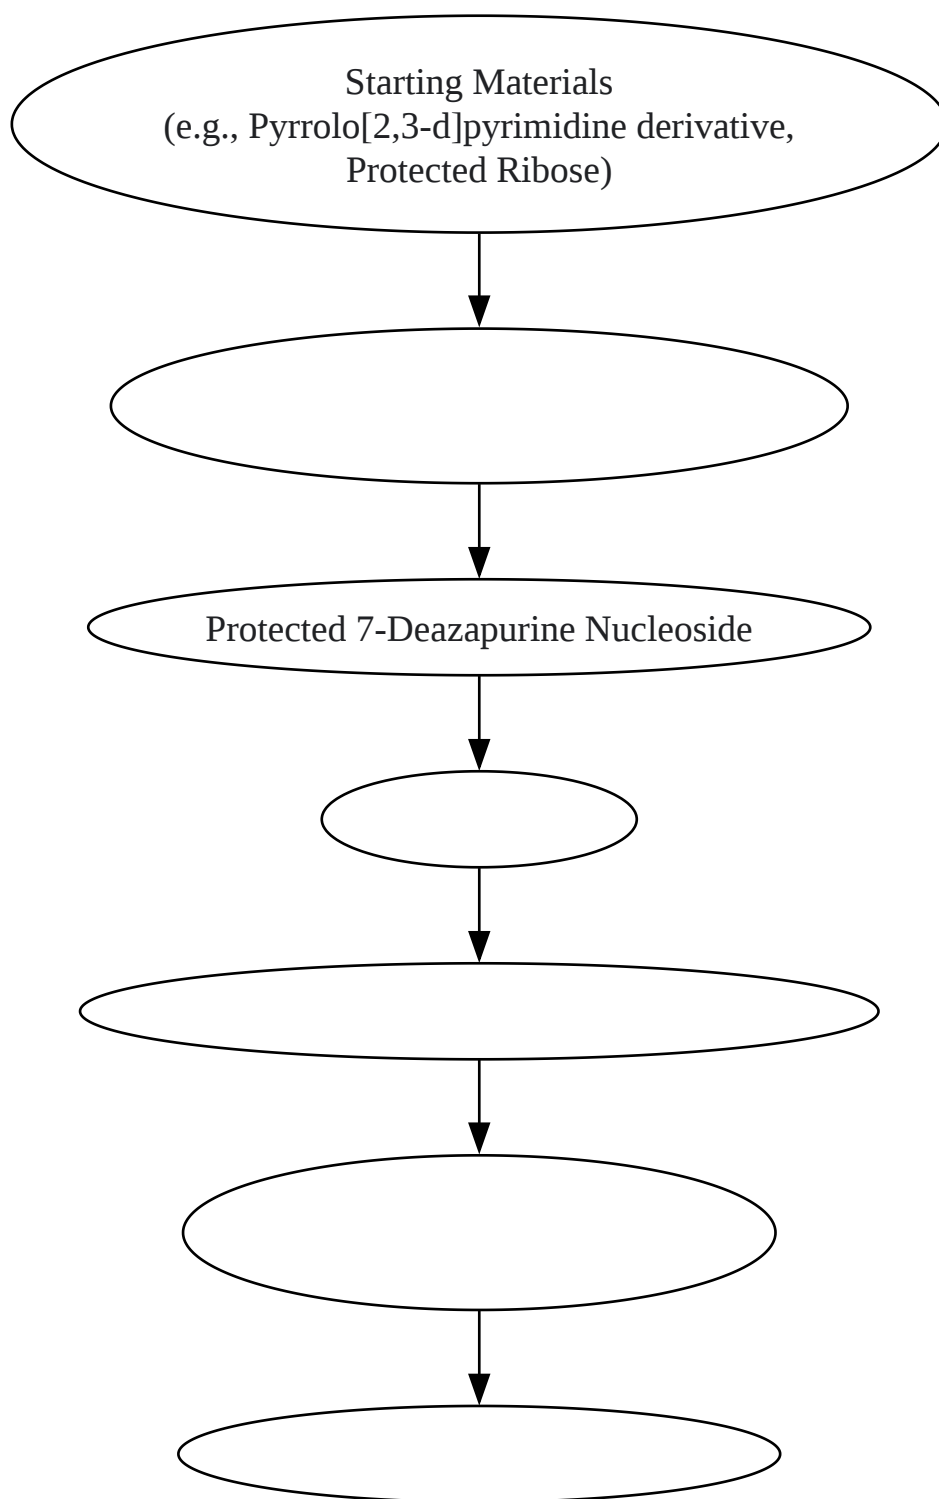 Starting Materials
(e.g., Pyrrolo[2,3-d]pyrimidine derivative,
Protected Ribose)
Protected 7-Deazapurine Nucleoside